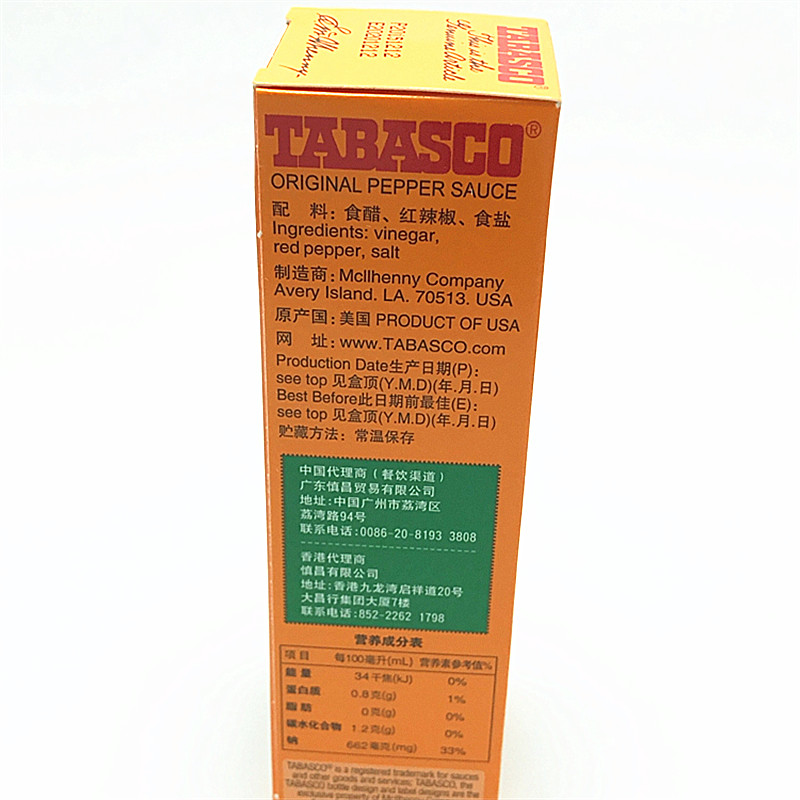 TABASCO®
This is the
P20151212
E20201212
TABASCO®
ORIGINAL PEPPER SAUCE
配 料: 食醋、红辣椒、食盐
Ingredients: vinegar,
red pepper, salt
制造商: McIlhenny Company
Avery Island. LA. 70513. USA
原产国: 美国 PRODUCT OF USA
网 址: www.TABASCO.com
Production Date生产日期(P):
see top 见盒顶(Y.M.D)(年.月.日)
Best Before此日期前最佳(E):
see top 见盒顶(Y.M.D)(年.月.日)
贮藏方法: 常温保存
中国代理商(餐饮渠道)
广东慎昌贸易有限公司
地址:中国广州市荔湾区
荔湾路94号
联系电话:0086-20-8193 3808
香港代理商
慎昌有限公司
地址:香港九龙湾启祥道20号
大昌行集团大厦7楼
联系电话:852-2262 1798
营养成分表
项目 每100毫升(mL) 营养素参考值%
能量 34千焦(kJ) 0%
蛋白质 0.8克(g) 1%
脂肪 0克(g) 0%
碳水化合物 1.2克(g) 0%
钠 662毫克(mg) 33%
TABASCO® is a registered trademark for sauces
and other goods and services; TABASCO, the
TABASCO bottle design and label designs are the
exclusive property of McIlhenny